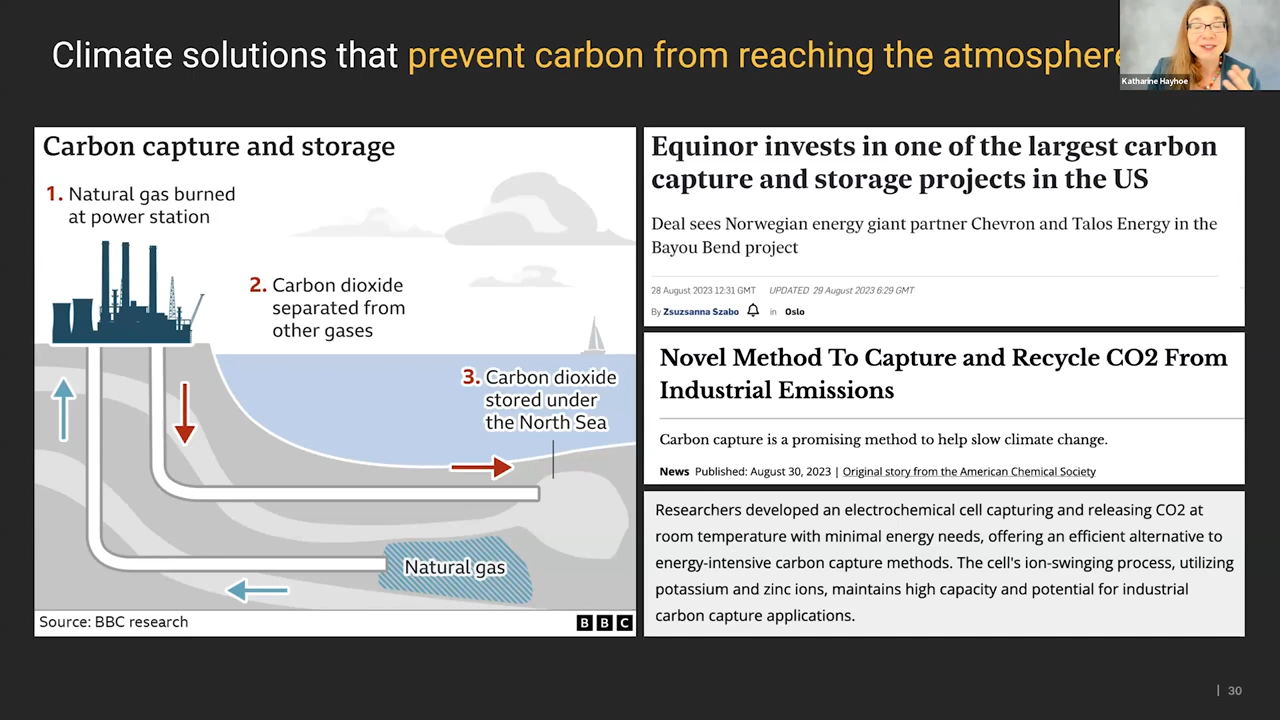 Climate solutions that prevent carbon from reaching the atmosphere
Katharine Hayhoe
Carbon capture and storage
1. Natural gas burned
at power station
2. Carbon dioxide
separated from
other gases
3. Carbon dioxide
stored under
the North Sea
Natural gas
Source: BBC research
BBC
Equinor invests in one of the largest carbon
capture and storage projects in the US
Deal sees Norwegian energy giant partner Chevron and Talos Energy in the
Bayou Bend project
28 August 2023 12:31 GMT UPDATED 29 August 2023 6:29 GMT
By Zsuzsanna Szabo in Oslo
Novel Method To Capture and Recycle CO2 From
Industrial Emissions
Carbon capture is a promising method to help slow climate change.
News Published: August 30, 2023 | Original story from the American Chemical Society
Researchers developed an electrochemical cell capturing and releasing CO2 at
room temperature with minimal energy needs, offering an efficient alternative to
energy-intensive carbon capture methods. The cell's ion-swinging process, utilizing
potassium and zinc ions, maintains high capacity and potential for industrial
carbon capture applications.
| 30